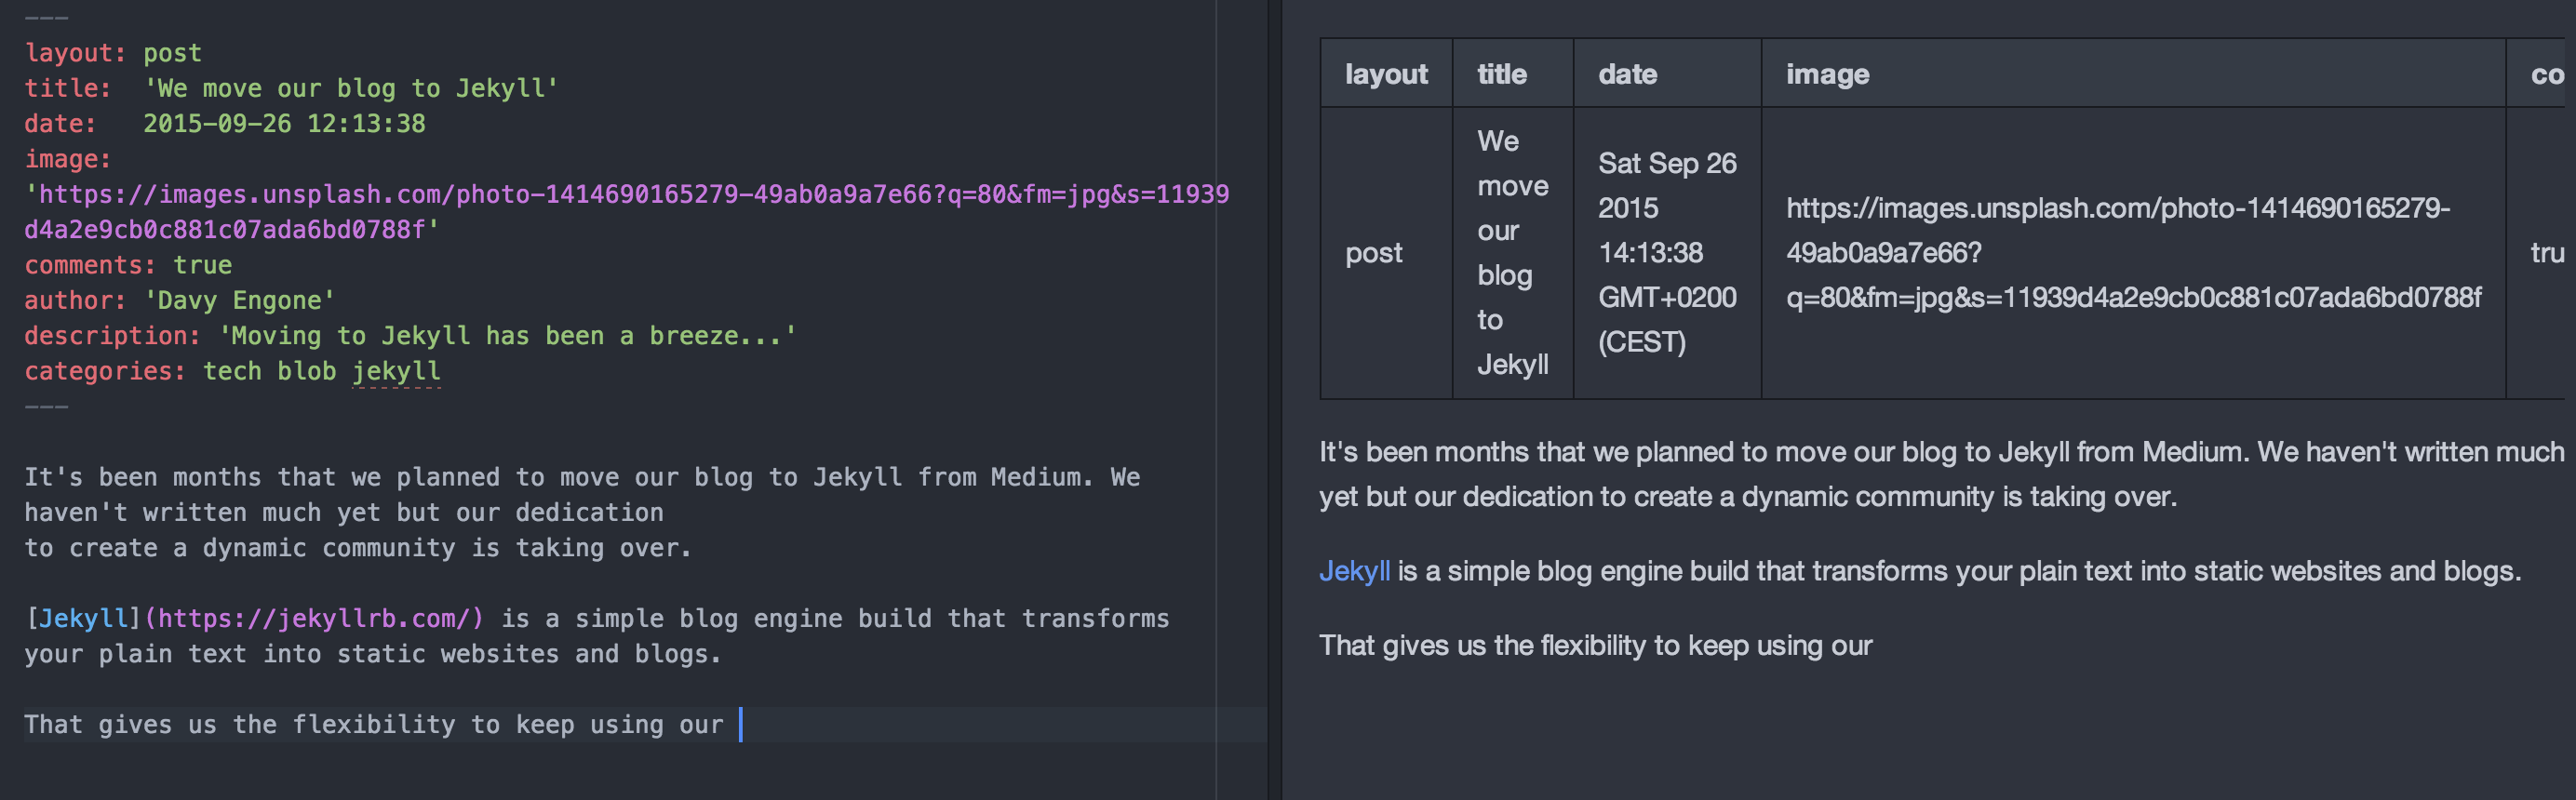 ---
layout: post
title:  'We move our blog to Jekyll'
date:   2015-09-26 12:13:38
image:
'https://images.unsplash.com/photo-1414690165279-49ab0a9a7e66?q=80&fm=jpg&s=11939
d4a2e9cb0c881c07ada6bd0788f'
comments: true
author: 'Davy Engone'
description: 'Moving to Jekyll has been a breeze...'
categories: tech blob jekyll
---
It's been months that we planned to move our blog to Jekyll from Medium. We
haven't written much yet but our dedication
to create a dynamic community is taking over.
[Jekyll](https://jekyllrb.com/) is a simple blog engine build that transforms
your plain text into static websites and blogs.
That gives us the flexibility to keep using our
layout title date image co
post
We
move
our
blog
to
Jekyll
Sat Sep 26
2015
14:13:38
GMT+0200
(CEST)
https://images.unsplash.com/photo-1414690165279-
49ab0a9a7e66?
q=80&fm=jpg&s=11939d4a2e9cb0c881c07ada6bd0788f
tru
It's been months that we planned to move our blog to Jekyll from Medium. We haven't written much
yet but our dedication to create a dynamic community is taking over.
Jekyll is a simple blog engine build that transforms your plain text into static websites and blogs.
That gives us the flexibility to keep using our